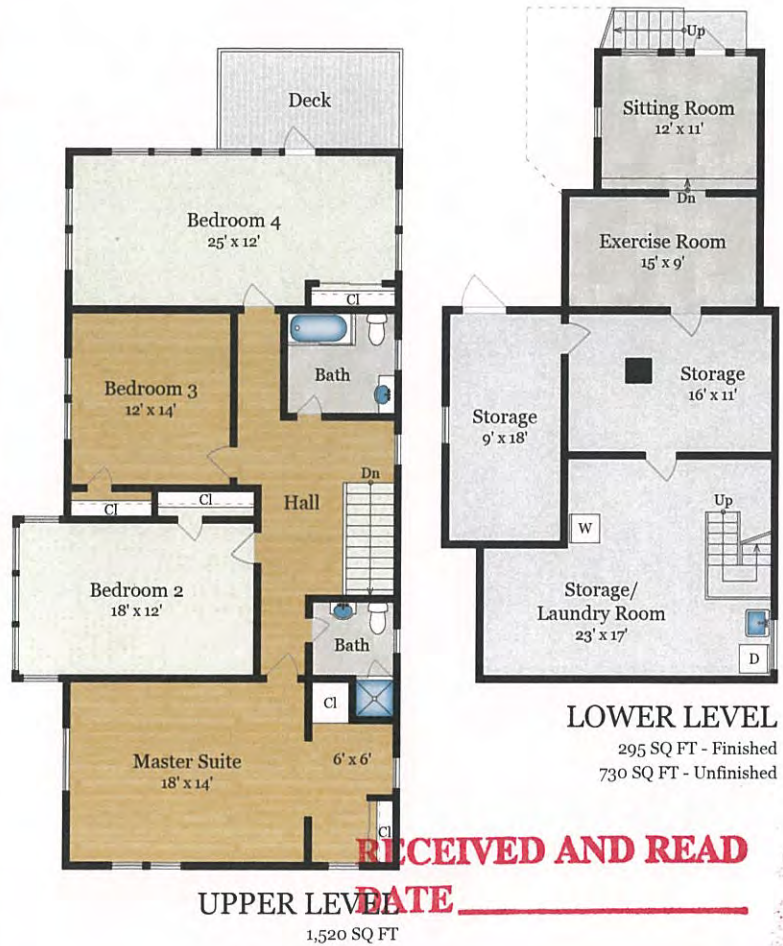 Deck
Bedroom 4
25' x 12'
Cl
Bedroom 3
12' x 14'
Bath
Hall
Dn
Cl
Cl
Bedroom 2
18' x 12'
Bath
Cl
Master Suite
18' x 14'
6' x 6'
Cl
UPPER LEVEL
1,520 SQ FT
Up
Sitting Room
12' x 11'
Dn
Exercise Room
15' x 9'
Storage
16' x 11'
Storage
9' x 18'
W
Up
Storage/
Laundry Room
23' x 17'
D
LOWER LEVEL
295 SQ FT - Finished
730 SQ FT - Unfinished
RECEIVED AND READ
DATE